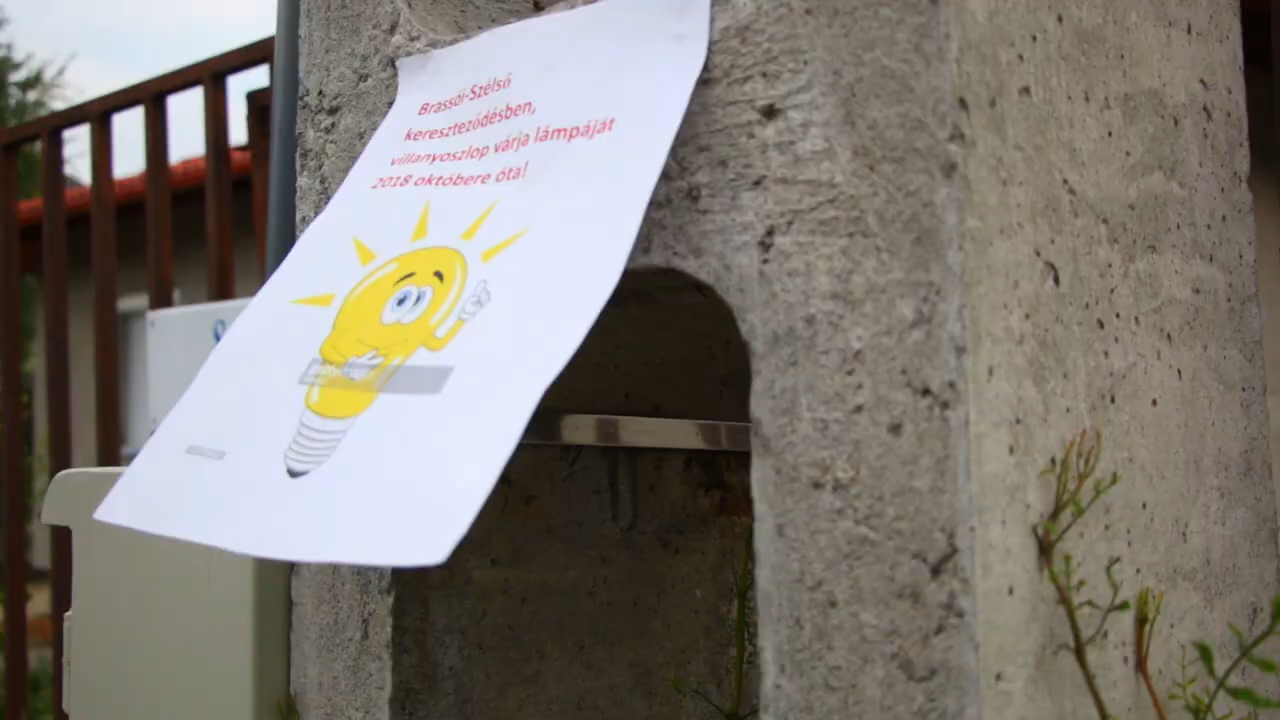 Brassói-Szélső
kereszteződésben,
villanyoszlop várja lámpáját
2018 októbere óta!